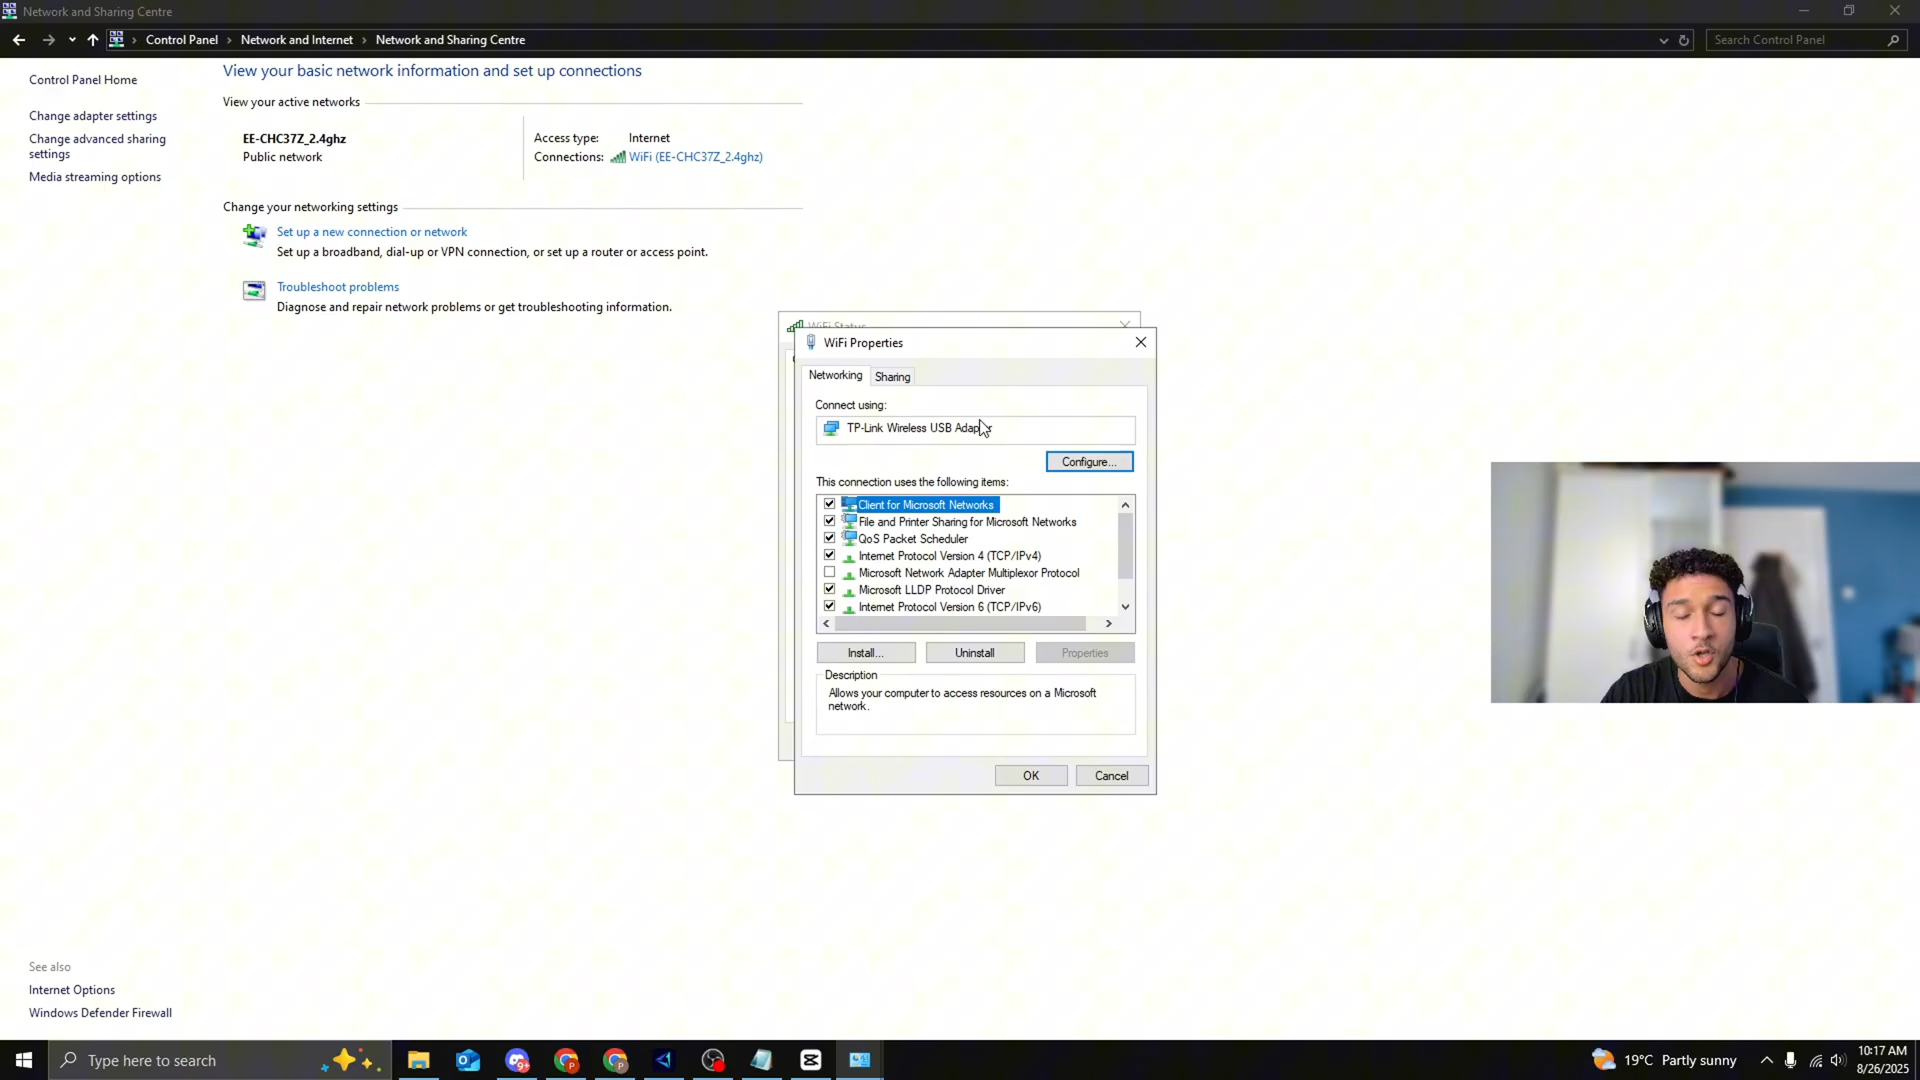 Network and Sharing Centre
Control Panel > Network and Internet > Network and Sharing Centre
Search Control Panel
Control Panel Home
Change adapter settings
Change advanced sharing
settings
Media streaming options
View your basic network information and set up connections
View your active networks
EE-CHC37Z_2.4ghz
Public network
Access type: Internet
Connections: WiFi (EE-CHC37Z_2.4ghz)
Change your networking settings
Set up a new connection or network
Set up a broadband, dial-up or VPN connection, or set up a router or access point.
Troubleshoot problems
Diagnose and repair network problems or get troubleshooting information.
WiFi Status
WiFi Properties
Networking
Sharing
Connect using:
TP-Link Wireless USB Adapter
Configure...
This connection uses the following items:
Client for Microsoft Networks
File and Printer Sharing for Microsoft Networks
QoS Packet Scheduler
Internet Protocol Version 4 (TCP/IPv4)
Microsoft Network Adapter Multiplexor Protocol
Microsoft LLDP Protocol Driver
Internet Protocol Version 6 (TCP/IPv6)
Install...
Uninstall
Properties
Description
Allows your computer to access resources on a Microsoft
network.
OK
Cancel
See also
Internet Options
Windows Defender Firewall
Type here to search
19°C Partly sunny
10:17 AM
8/26/2025